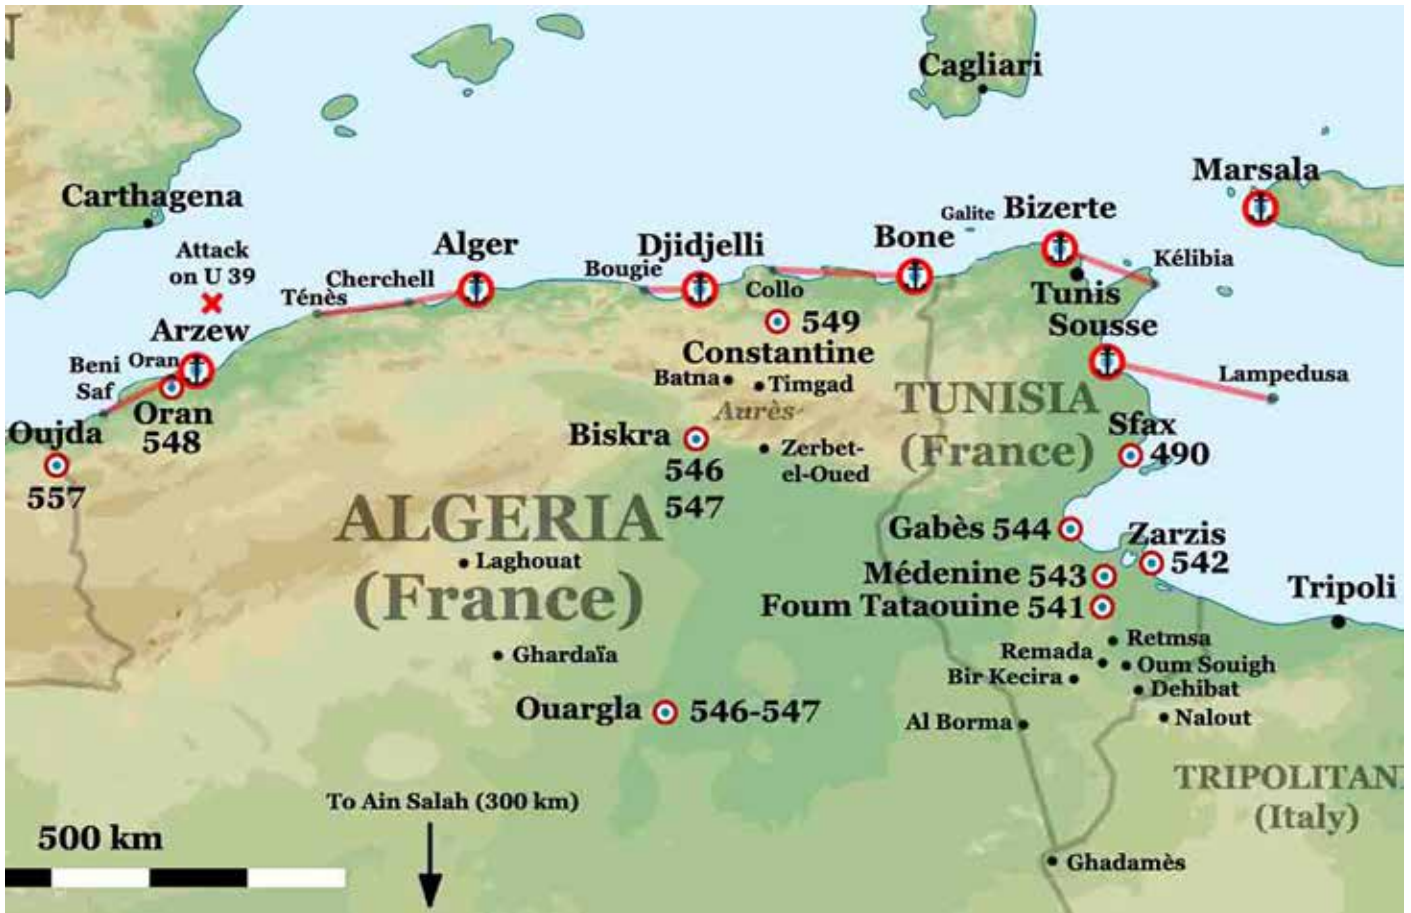 N
)
Cagliari
Marsala
Carthagena
Galite
Bizerte
Attack
on U 39
Alger
Djidjelli
Bone
Kélibia
Cherchell
Bougie
Ténès
Collo
Tunis
Arzew
549
Sousse
Beni
Saf
Oran
Constantine
Batna
Timgad
Lampedusa
Oran
548
Aurès
TUNISIA
(France)
Oujda
557
Biskra
546
547
Zerbet-
el-Oued
Sfax
490
ALGERIA
(France)
Gabès 544
Zarzis
542
Laghouat
Médenine 543
Foum Tataouine 541
Tripoli
Retmsa
Remada
Oum Souigh
Ghardaïa
Bir Kecira
Dehibat
Ouargla
546-547
Al Borma
Nalout
TRIPOLITANI
(Italy)
To Ain Salah (300 km)
500 km
Ghadamès